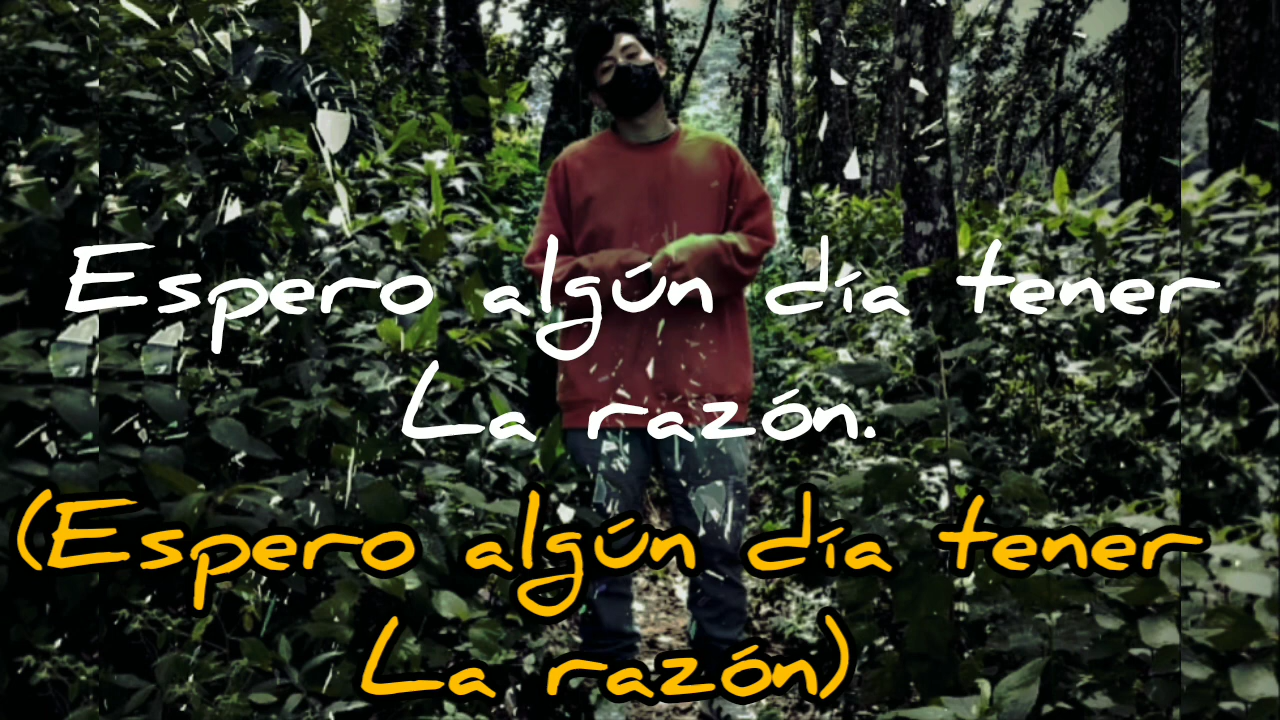 Espero algún día tener
La razón.
(Espero algún día tener
La razón)